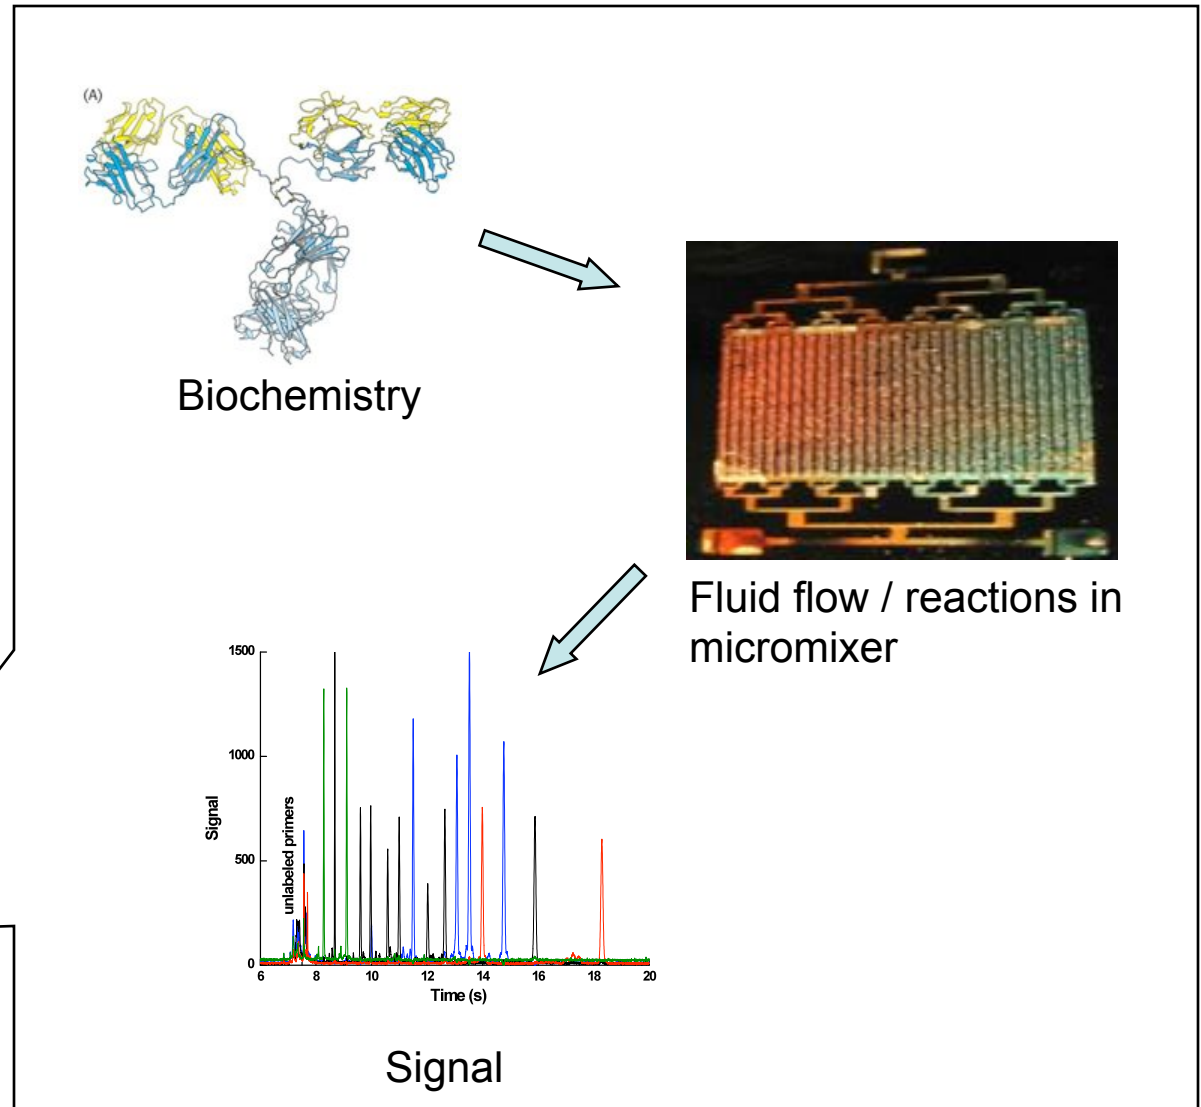 (A)
Biochemistry
Fluid flow / reactions in
micromixer
1500
1000
500
0
Signal
unlabeled primers
6 8 10 12 14 16 18 20
Time (s)
Signal